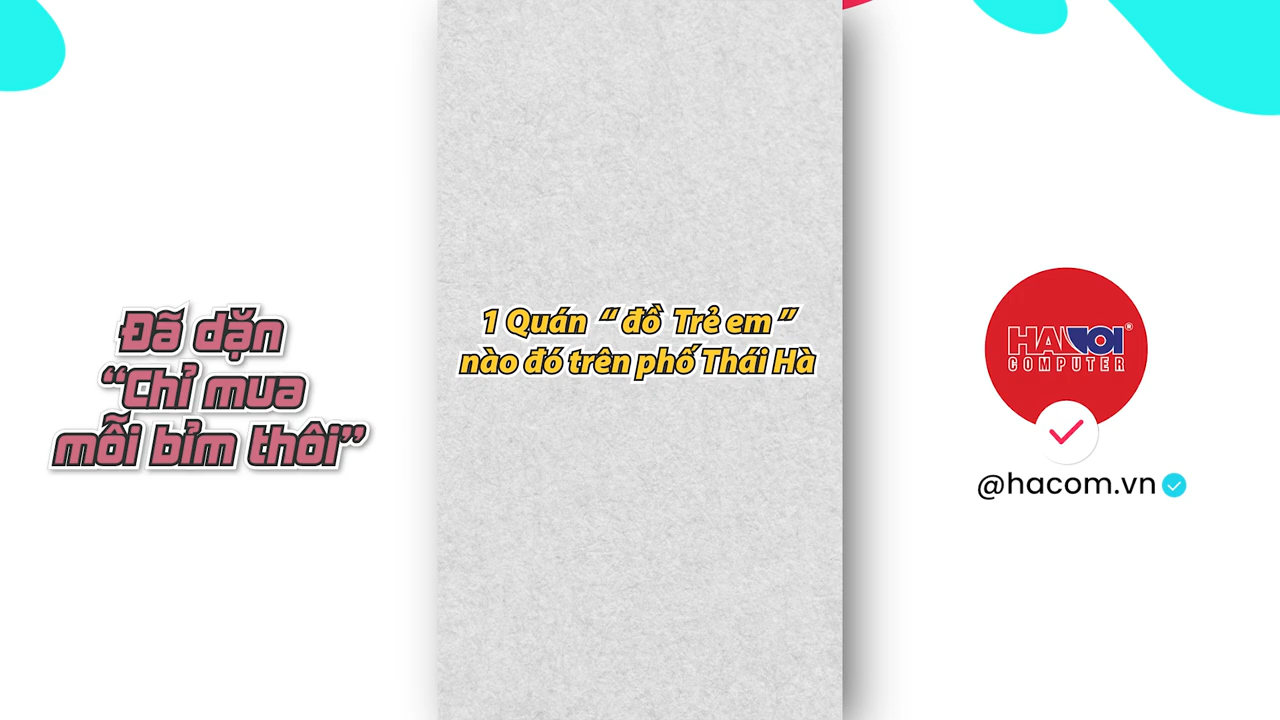 Đã dặn
“Chỉ mua
mỗi bỉm thôi”
1 Quán “ đồ Trẻ em ”
nào đó trên phố Thái Hà
HANOI®
COMPUTER
@hacom.vn